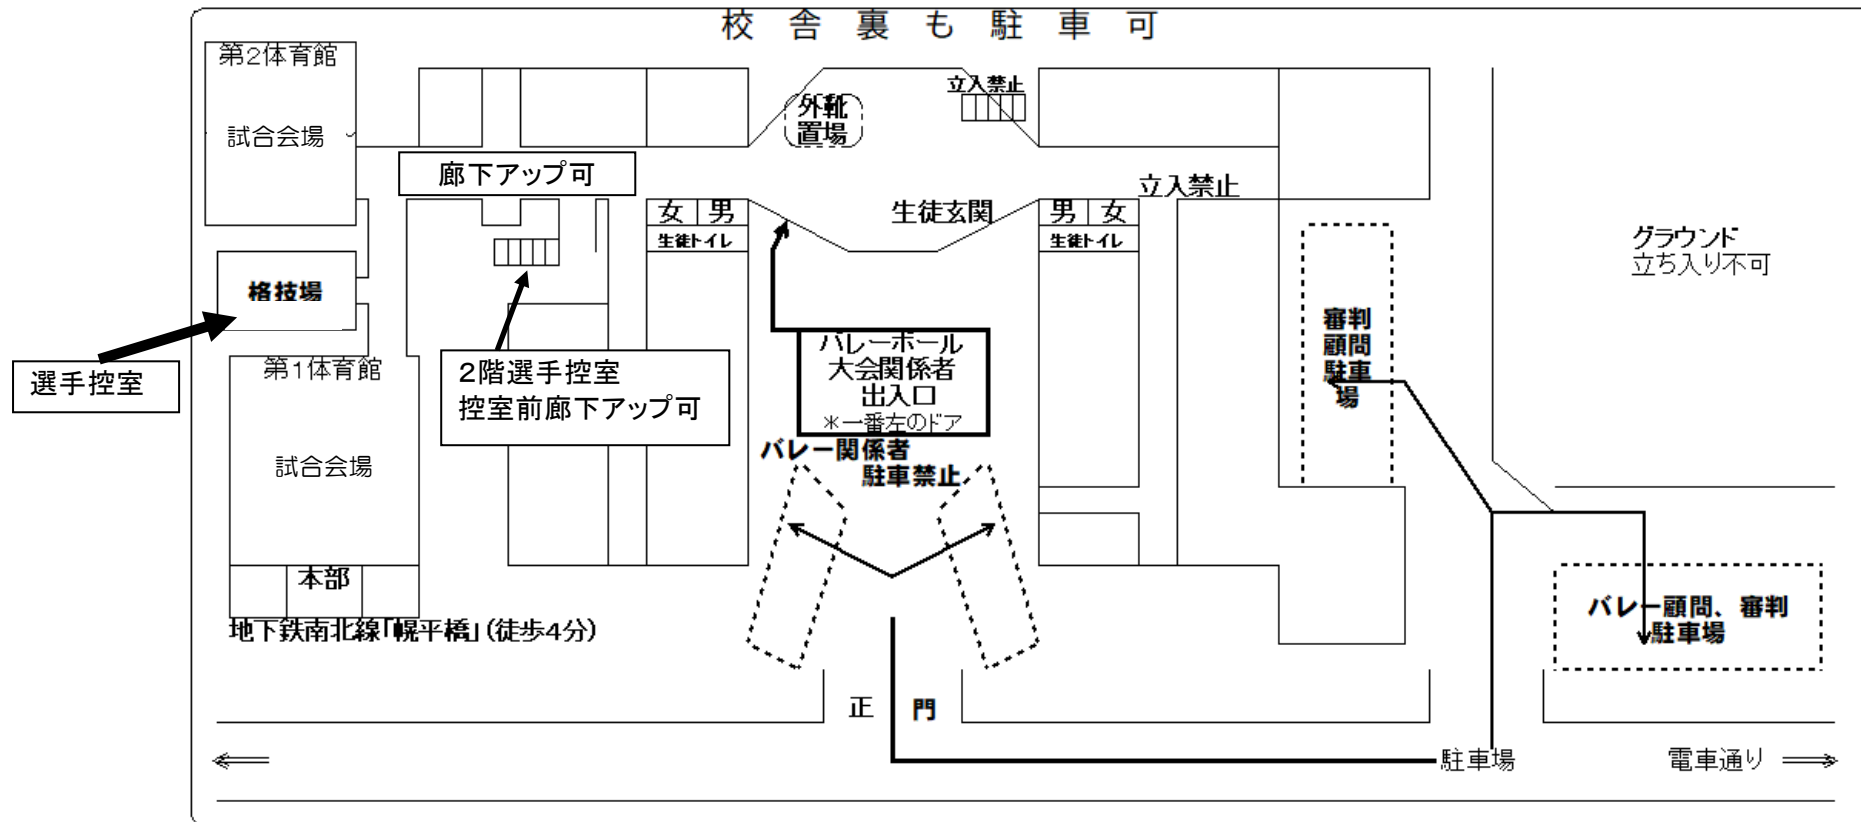 校舎裏も駐車可
第2体育館
試合会場
外靴
置場
立入禁止
廊下アップ可
立入禁止
女 男
生徒トイレ
生徒玄関
男 女
生徒トイレ
グラウンド
立ち入り不可
格技場
選手控室
第1体育館
試合会場
2階選手控室
控室前廊下アップ可
バレーボール
大会関係者
出入口
*一番左のドア
バレー関係者
駐車禁止
審判
顧問
駐車
場
本部
地下鉄南北線「幌平橋」(徒歩4分)
バレー顧問、審判
駐車場
正 門
駐車場
電車通り